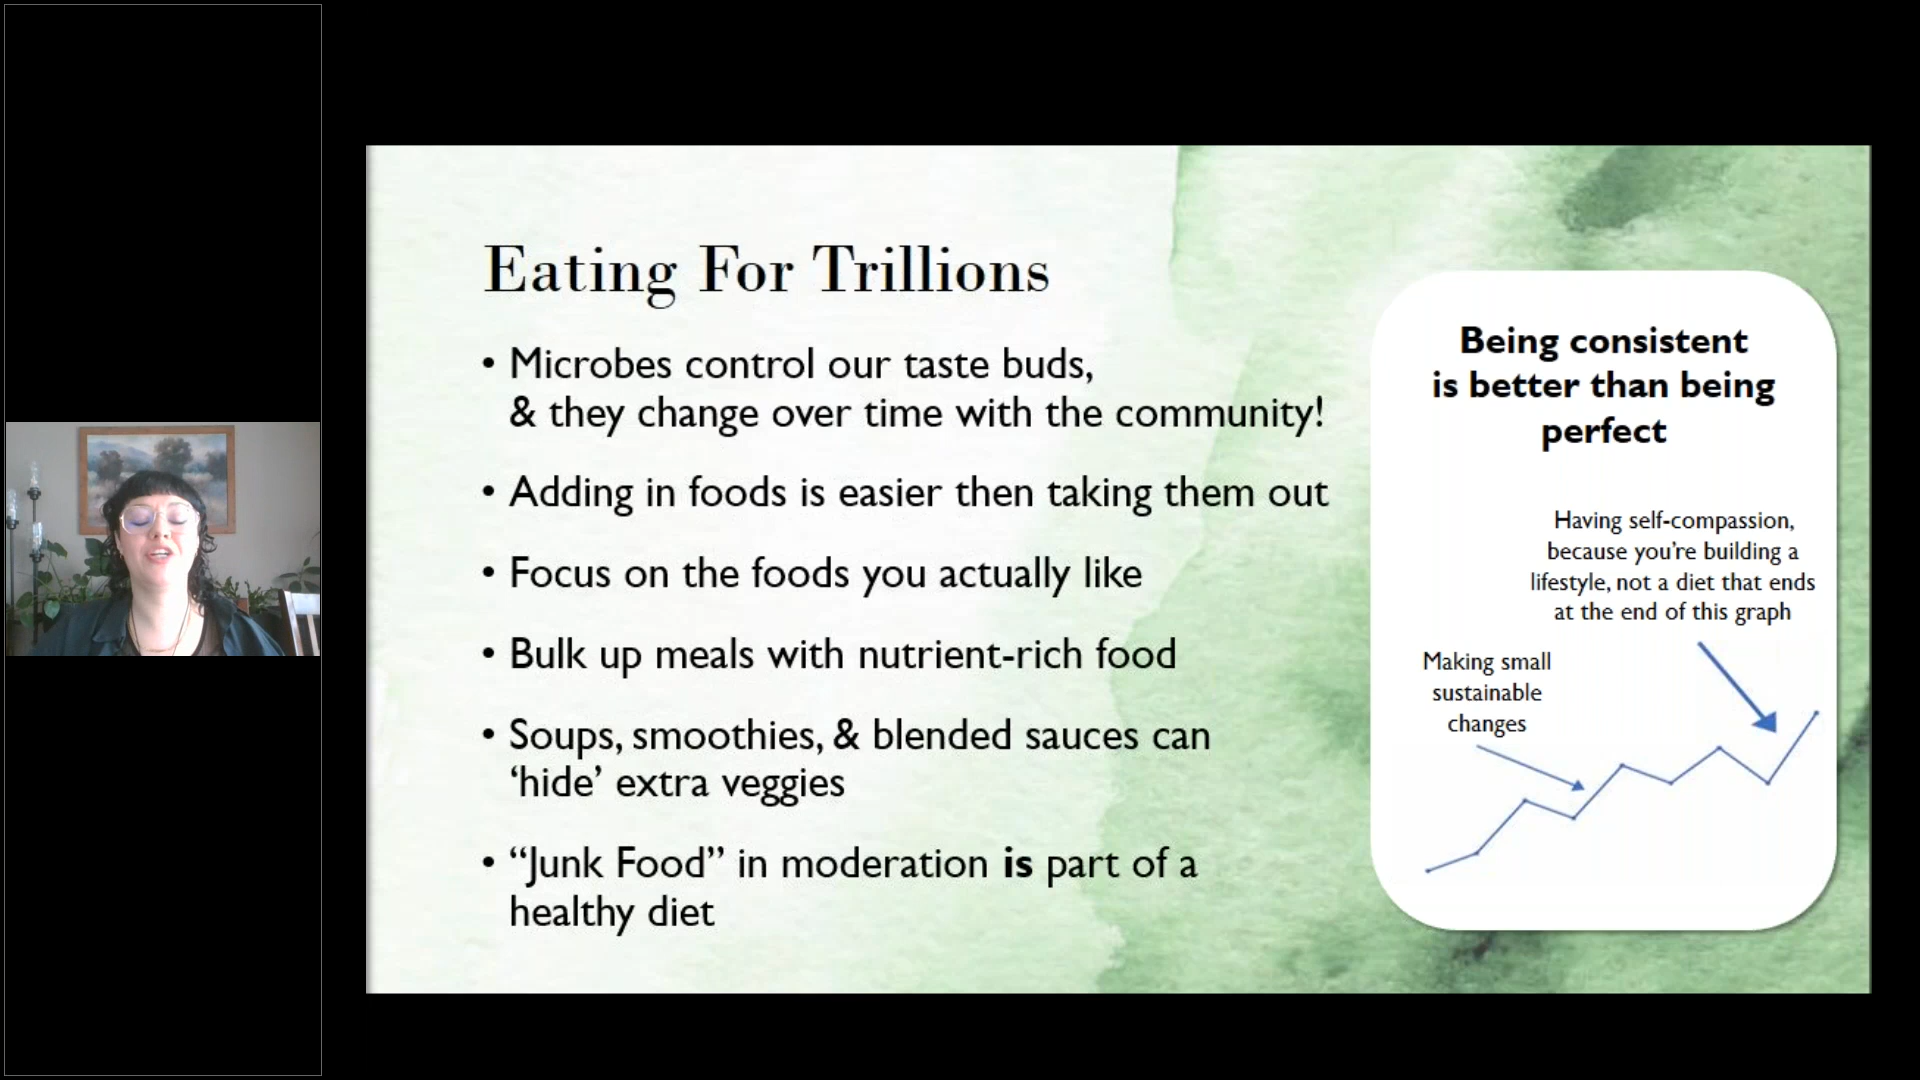 Eating For Trillions
• Microbes control our taste buds,
& they change over time with the community!
• Adding in foods is easier then taking them out
• Focus on the foods you actually like
• Bulk up meals with nutrient-rich food
• Soups, smoothies, & blended sauces can
‘hide’ extra veggies
• “Junk Food” in moderation is part of a
healthy diet
Being consistent
is better than being
perfect
Having self-compassion,
because you’re building a
lifestyle, not a diet that ends
at the end of this graph
Making small
sustainable
changes